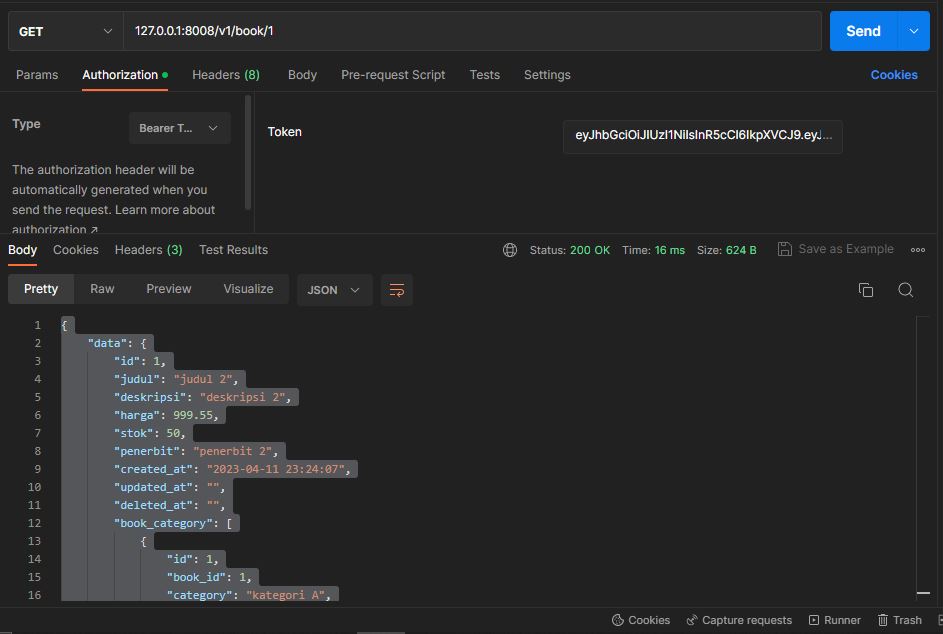 GET 127.0.0.1:8008/v1/book/1 Send
Params Authorization Headers (8) Body Pre-request Script Tests Settings Cookies
Type Bearer T... Token eyJhbGciOiJIUzI1NiIsInR5cCI6IkpXVCJ9.eyJ...
The authorization header will be
automatically generated when you
send the request. Learn more about
authorization ↗
Body Cookies Headers (3) Test Results Status: 200 OK Time: 16 ms Size: 624 B Save as Example
Pretty Raw Preview Visualize JSON
1 {
2 "data": {
3 "id": 1,
4 "judul": "judul 2",
5 "deskripsi": "deskripsi 2",
6 "harga": 999.55,
7 "stok": 50,
8 "penerbit": "penerbit 2",
9 "created_at": "2023-04-11 23:24:07",
10 "updated_at": "",
11 "deleted_at": "",
12 "book_category": [
13 {
14 "id": 1,
15 "book_id": 1,
16 "category": "kategori A",
Cookies Capture requests Runner Trash